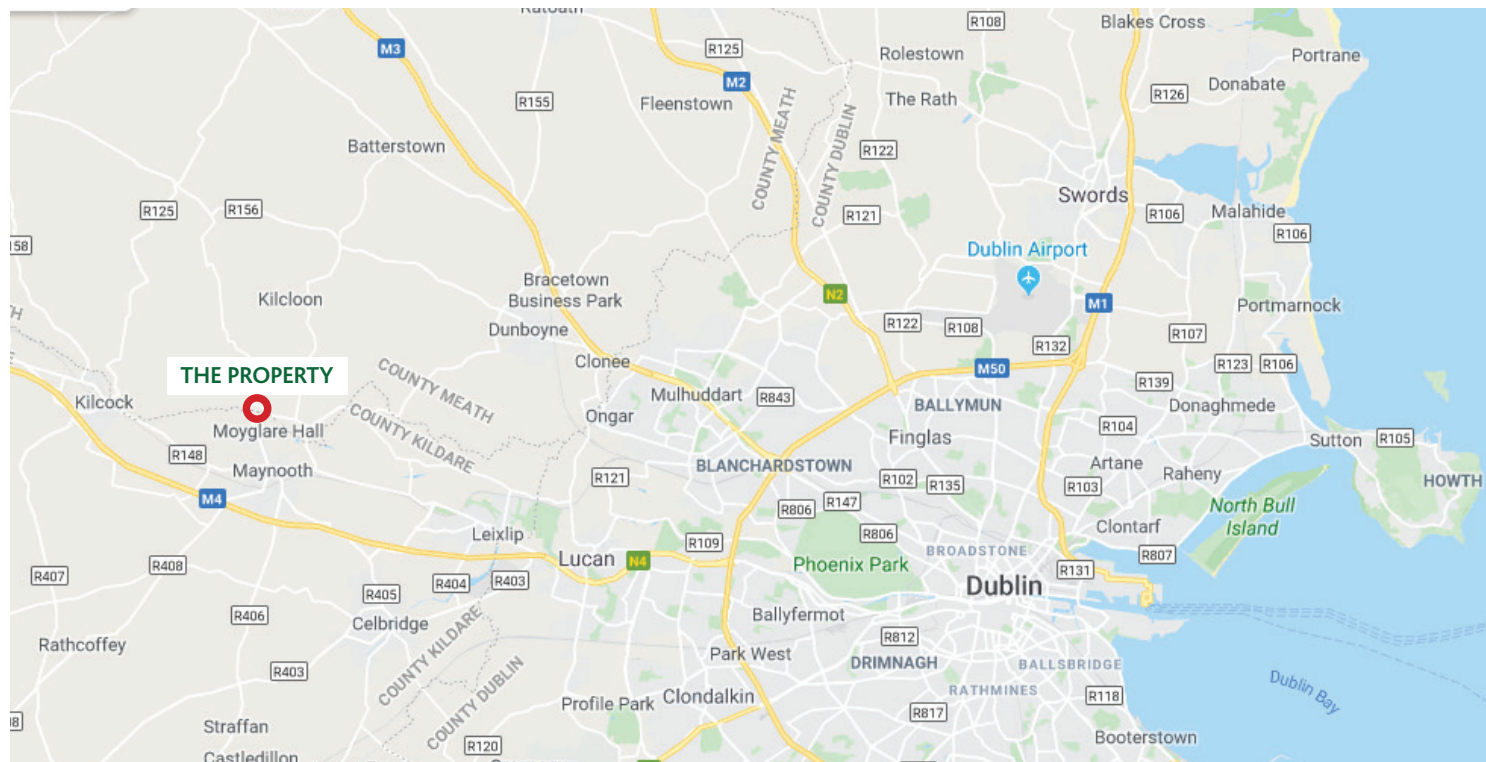 Ratoath
R108
Blakes Cross
M3
R125
Rolestown
Portrane
M2
Donabate
R126
R155
Fleenstown
The Rath
COUNTY MEATH
COUNTY DUBLIN
Batterstown
R122
Swords
R125
R156
R121
R106
Malahide
R106
Dublin Airport
Bracetown
Business Park
Kilcloon
N2
M1
Portmarnock
Dunboyne
R122
R108
R107
R132
Clonee
THE PROPERTY
M50
R123
R106
COUNTY MEATH
R139
Mulhuddart
R843
Kilcock
BALLYMUN
Donaghmede
Ongar
Moyglare Hall
COUNTY KILDARE
R104
Finglas
Sutton
R105
R148
Maynooth
BLANCHARDSTOWN
Artane
Raheny
R121
R102
R135
R103
HOWTH
M4
R806
R147
North Bull
Island
Leixlip
R806
Clontarf
R109
BROADSTONE
R807
Lucan
N4
Phoenix Park
R407
R408
R404
R403
R131
R405
Dublin
R406
Celbridge
COUNTY KILDARE
Ballyfermot
R812
Rathcoffey
Park West
DRIMNAGH
BALLSBRIDGE
R403
COUNTY DUBLIN
RATHMINES
Dublin Bay
Profile Park
Clondalkin
R118
R817
Straffan
R120
Booterstown
Castledillon